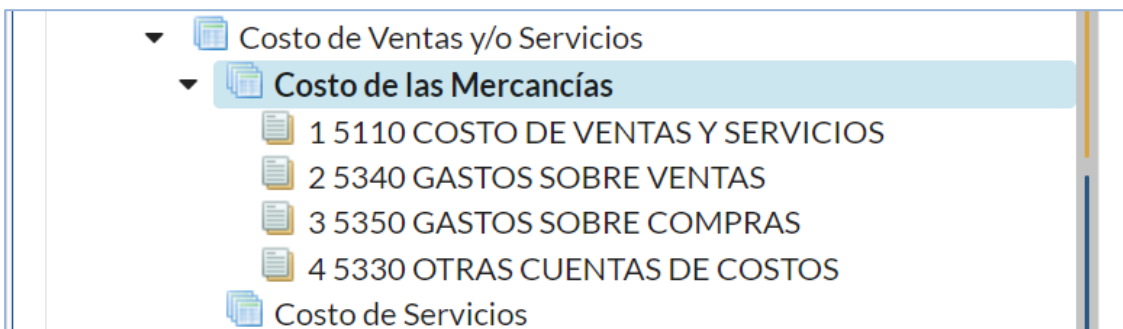 Costo de Ventas y/o Servicios
Costo de las Mercancías
1 5110 COSTO DE VENTAS Y SERVICIOS
2 5340 GASTOS SOBRE VENTAS
3 5350 GASTOS SOBRE COMPRAS
4 5330 OTRAS CUENTAS DE COSTOS
Costo de Servicios